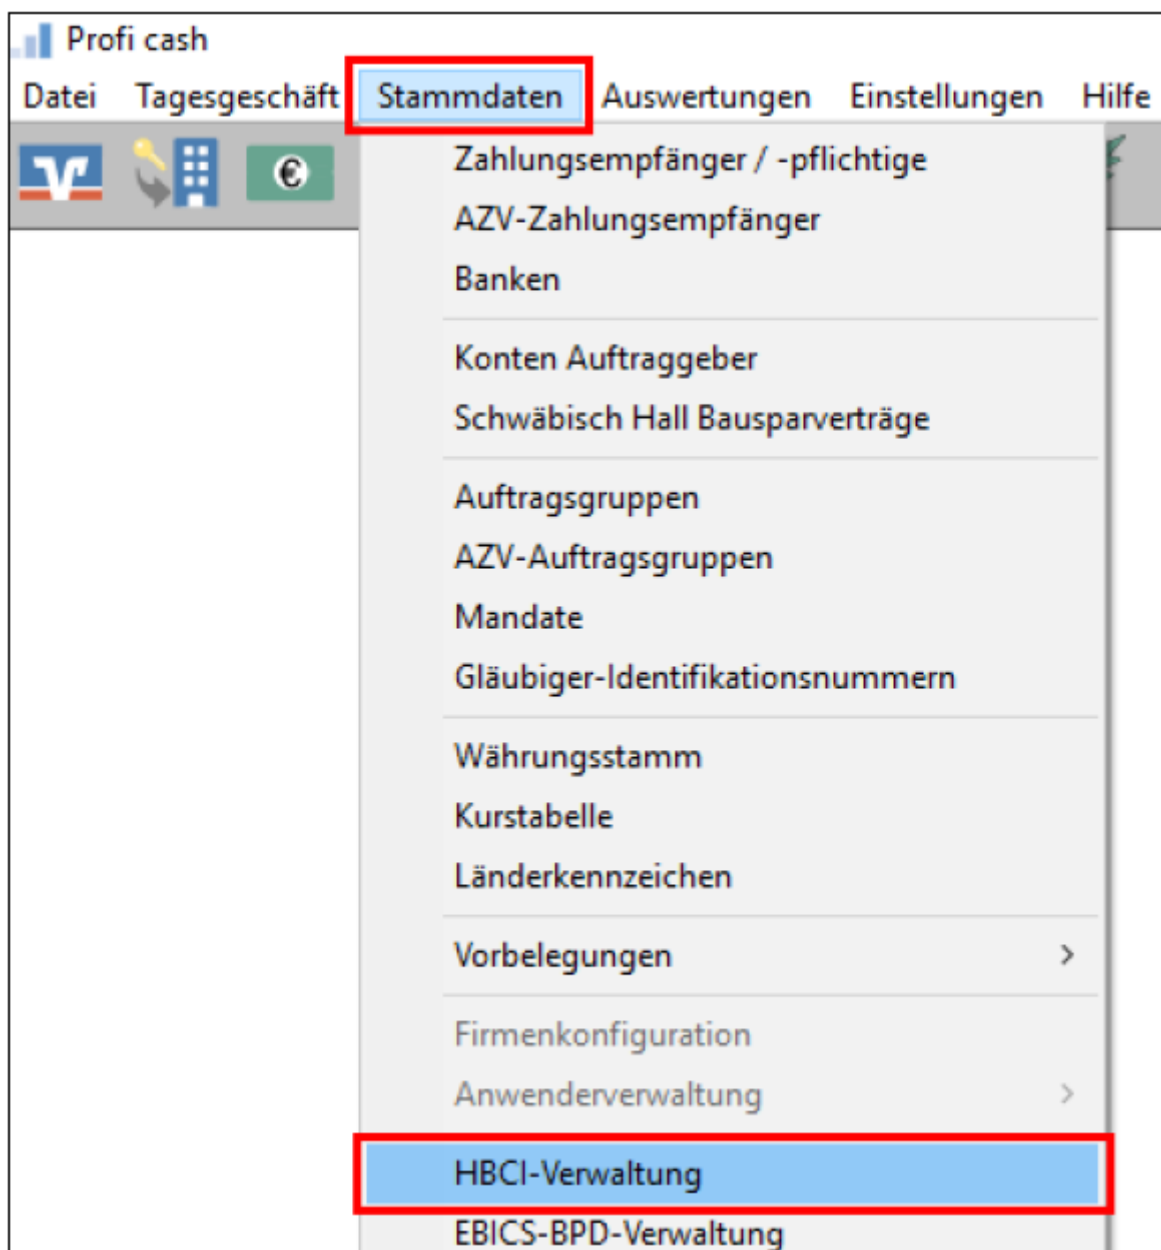 Profi cash
Datei Tagesgeschäft Stammdaten Auswertungen Einstellungen Hilfe
Zahlungsempfänger / -pflichtige
AZV-Zahlungsempfänger
Banken
Konten Auftraggeber
Schwäbisch Hall Bausparverträge
Auftragsgruppen
AZV-Auftragsgruppen
Mandate
Gläubiger-Identifikationsnummern
Währungsstamm
Kurstabelle
Länderkennzeichen
Vorbelegungen
Firmenkonfiguration
Anwenderverwaltung
HBCI-Verwaltung
EBICS-BPD-Verwaltung